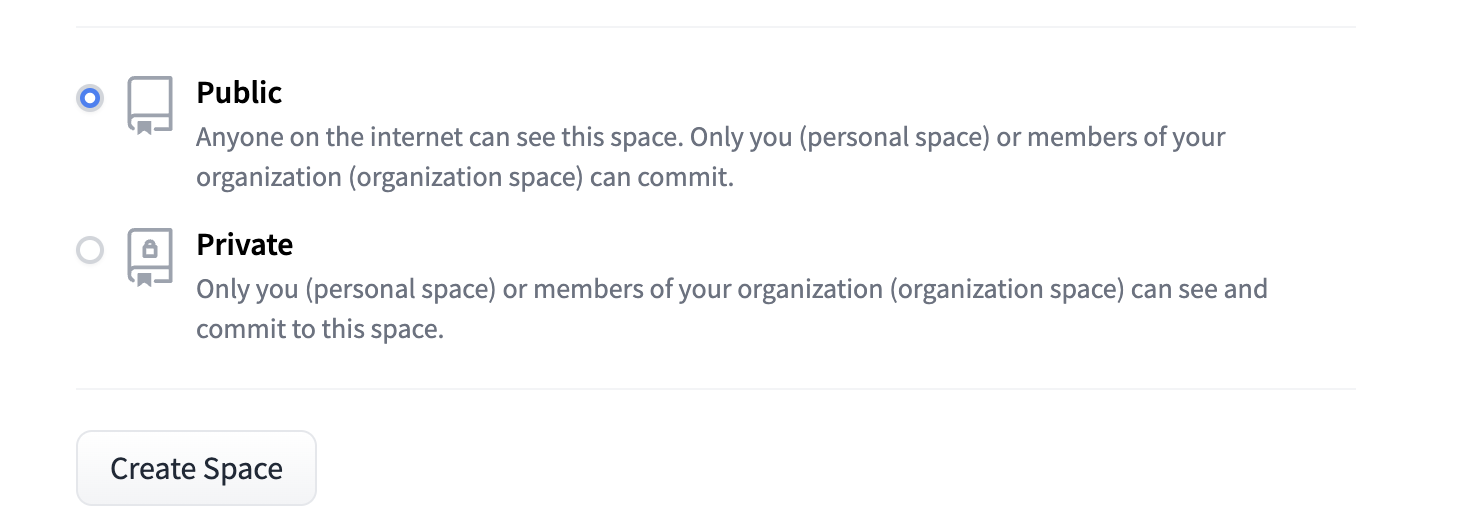 Public
Anyone on the internet can see this space. Only you (personal space) or members of your
organization (organization space) can commit.
Private
Only you (personal space) or members of your organization (organization space) can see and
commit to this space.
Create Space